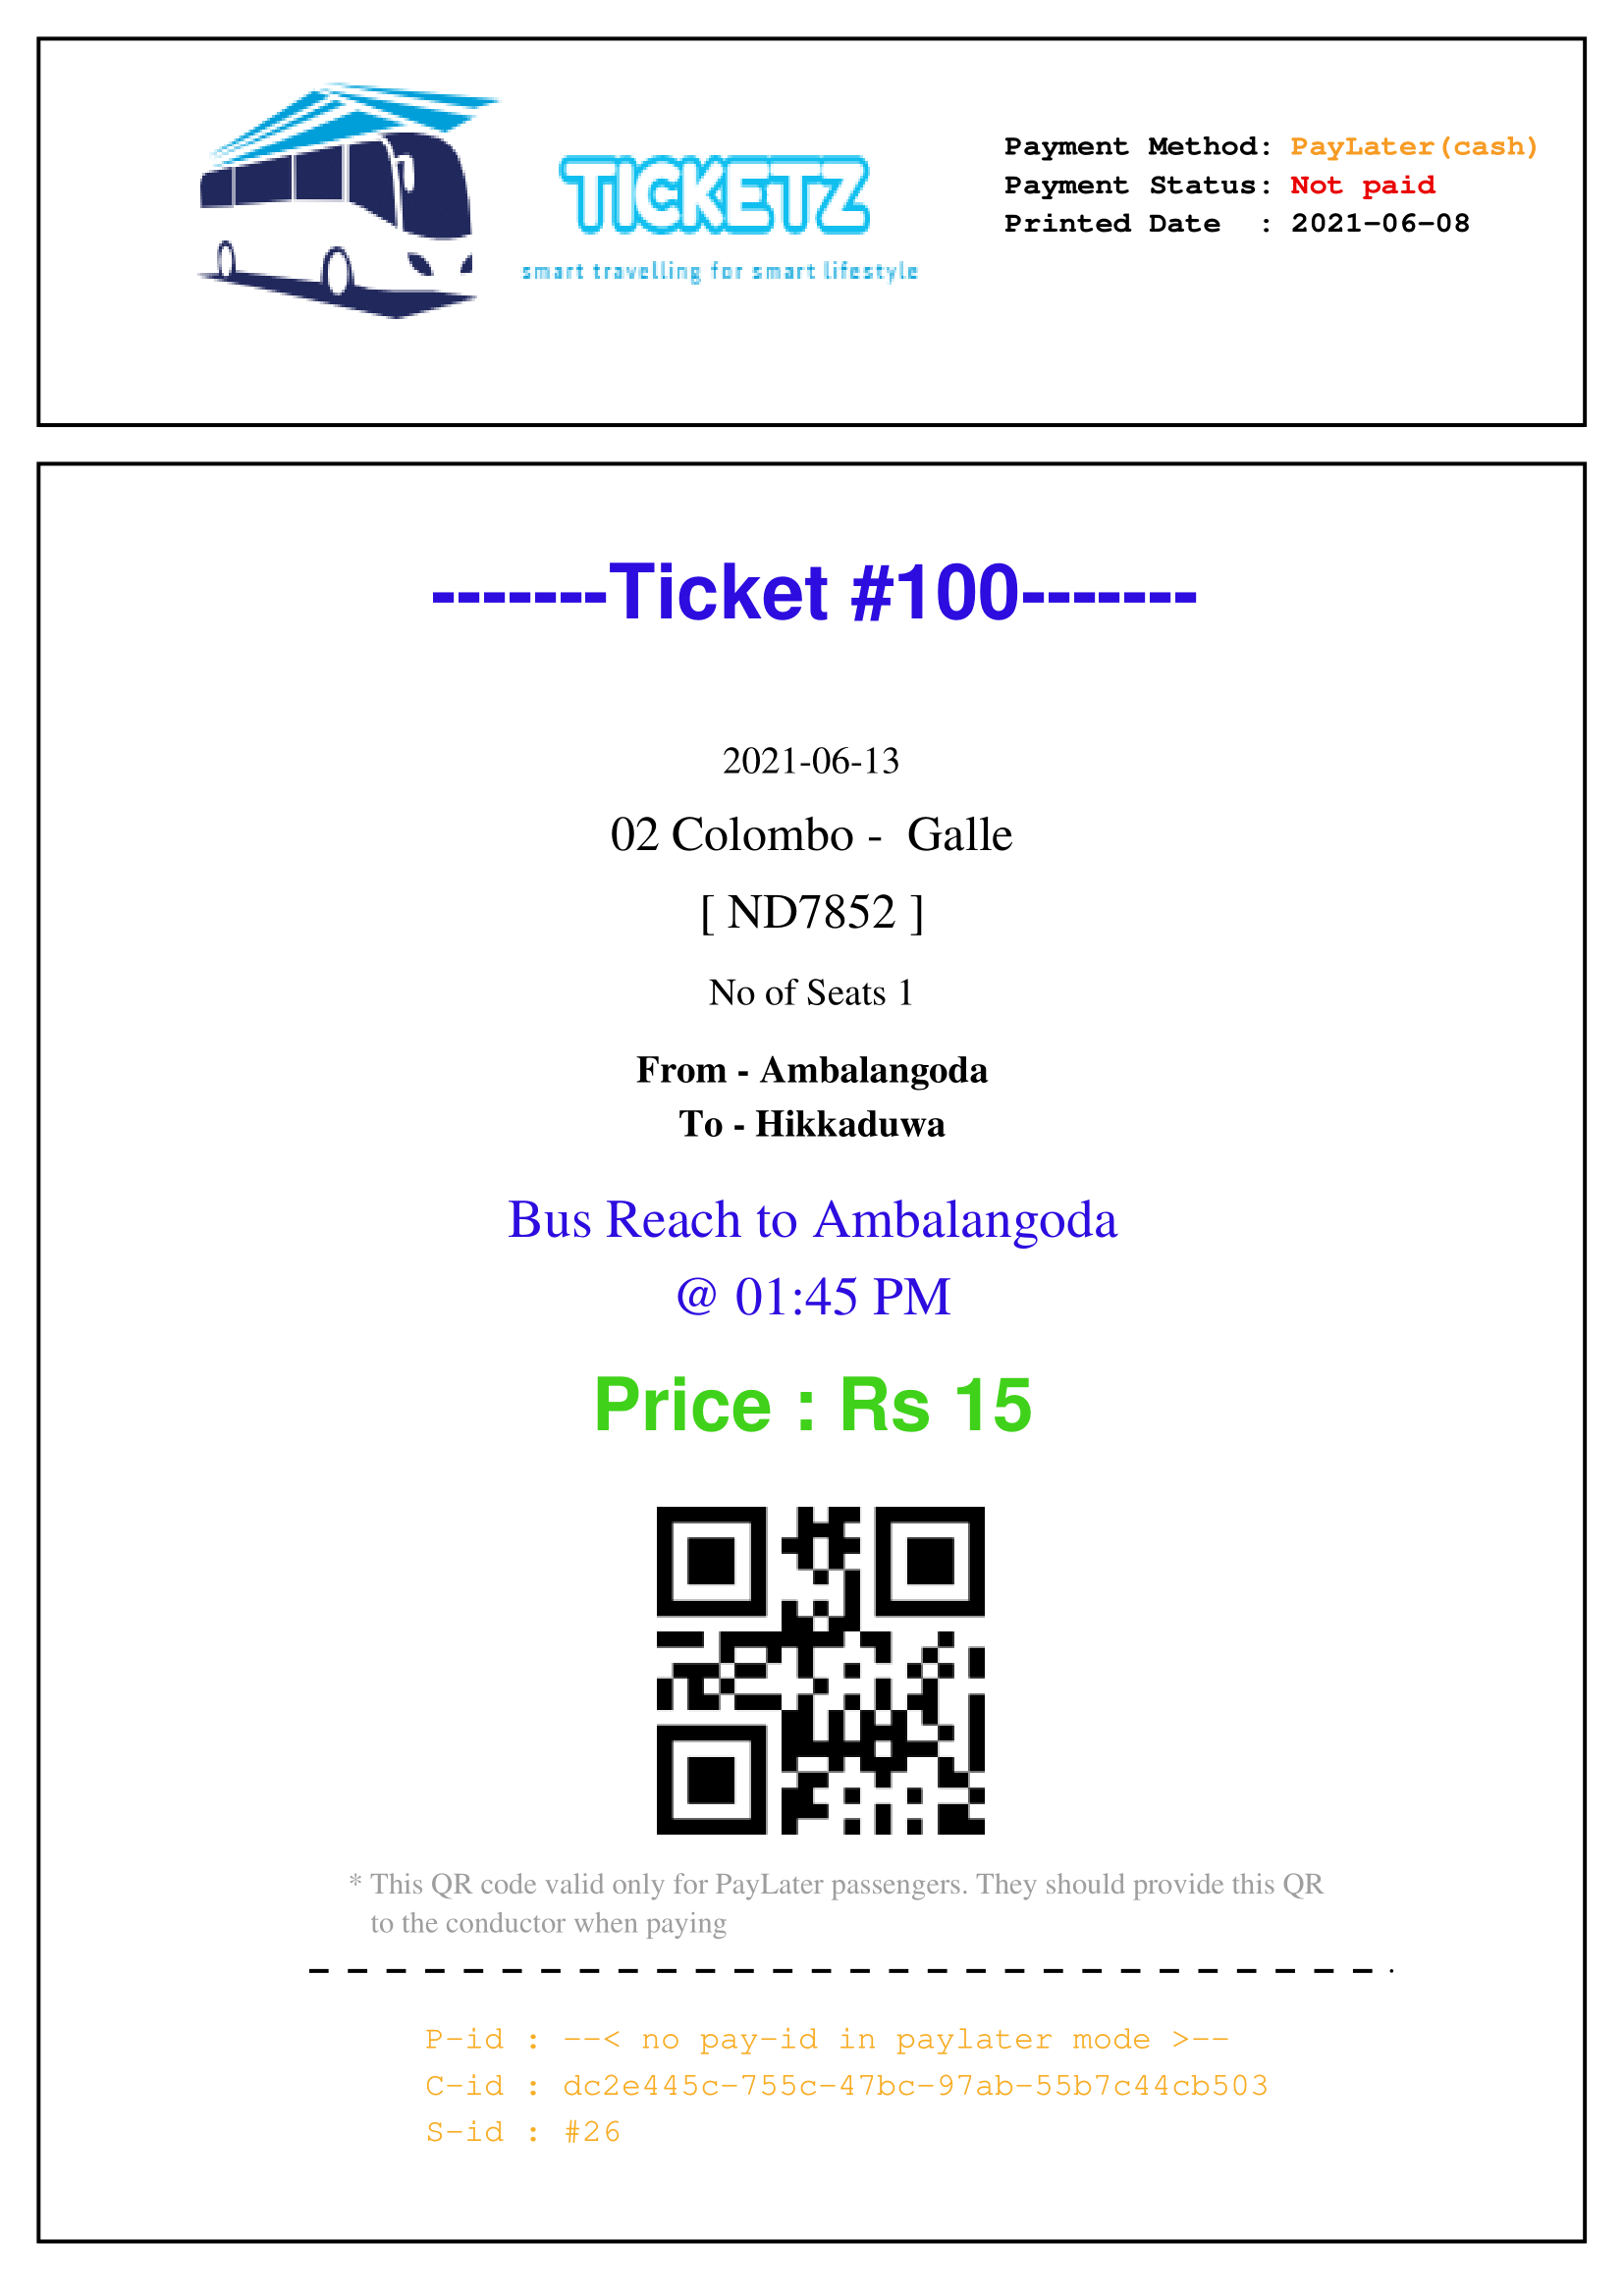 TICKETZ
smart travelling for smart lifestyle
Payment Method: PayLater(cash)
Payment Status: Not paid
Printed Date  : 2021-06-08
-------Ticket #100-------
2021-06-13
02 Colombo -  Galle
[ ND7852 ]
No of Seats 1
From - Ambalangoda
To - Hikkaduwa
Bus Reach to Ambalangoda
@ 01:45 PM
Price : Rs 15
* This QR code valid only for PayLater passengers. They should provide this QR
to the conductor when paying
P-id : --< no pay-id in paylater mode >--
C-id : dc2e445c-755c-47bc-97ab-55b7c44cb503
S-id : #26